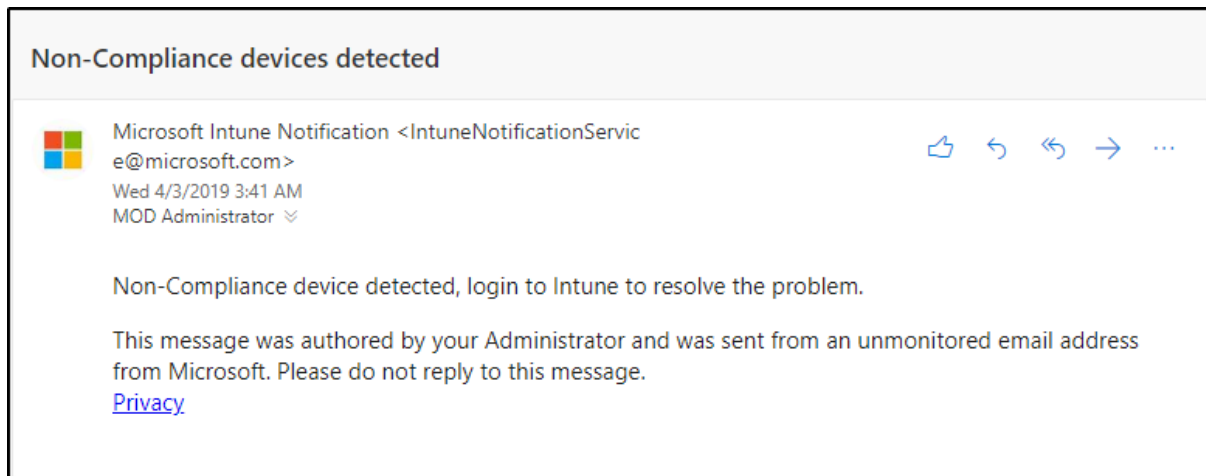 Non-Compliance devices detected
Microsoft Intune Notification <IntuneNotificationServic
e@microsoft.com>
Wed 4/3/2019 3:41 AM
MOD Administrator
Non-Compliance device detected, login to Intune to resolve the problem.
This message was authored by your Administrator and was sent from an unmonitored email address
from Microsoft. Please do not reply to this message.
Privacy